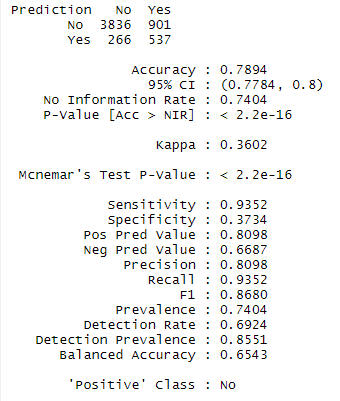 Prediction No Yes
No 3836 901
Yes 266 537
Accuracy : 0.7894
95% CI : (0.7784, 0.8)
No Information Rate : 0.7404
P-Value [Acc > NIR] : < 2.2e-16
Kappa : 0.3602
Mcnemar's Test P-Value : < 2.2e-16
Sensitivity : 0.9352
Specificity : 0.3734
Pos Pred Value : 0.8098
Neg Pred Value : 0.6687
Precision : 0.8098
Recall : 0.9352
F1 : 0.8680
Prevalence : 0.7404
Detection Rate : 0.6924
Detection Prevalence : 0.8551
Balanced Accuracy : 0.6543
'Positive' Class : No